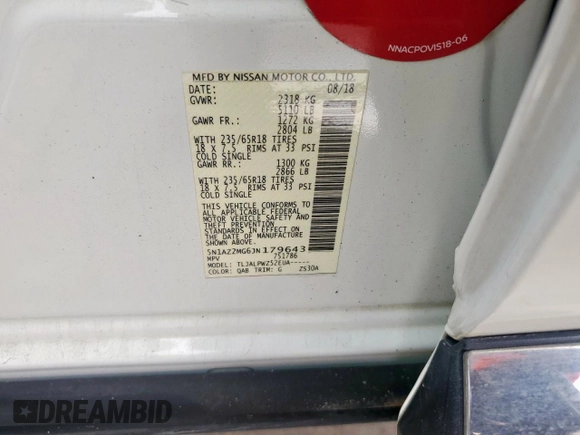 NNACPOVIS18-06
MFD BY NISSAN MOTOR CO., LTD.
DATE: 08/18
GVWR: 2318 KG
5110 LB
GAWR FR.: 1272 KG
2804 LB
WITH 235/65R18 TIRES
18 X 7.5 RIMS AT 33 PSI
COLD SINGLE
GAWR RR.: 1300 KG
2866 LB
WITH 235/65R18 TIRES
18 X 7.5 RIMS AT 33 PSI
COLD SINGLE
THIS VEHICLE CONFORMS TO
ALL APPLICABLE FEDERAL
MOTOR VEHICLE SAFETY AND
THEFT PREVENTION
STANDARDS IN EFFECT ON
THE DATE OF MANUFACTURE
SHOWN ABOVE.
5N1AZ2MG6JN179643
MPV 751786
MODEL: TLJALPWZ52EUA-----
COLOR: QAB TRIM: G Z530A
DREAMBID